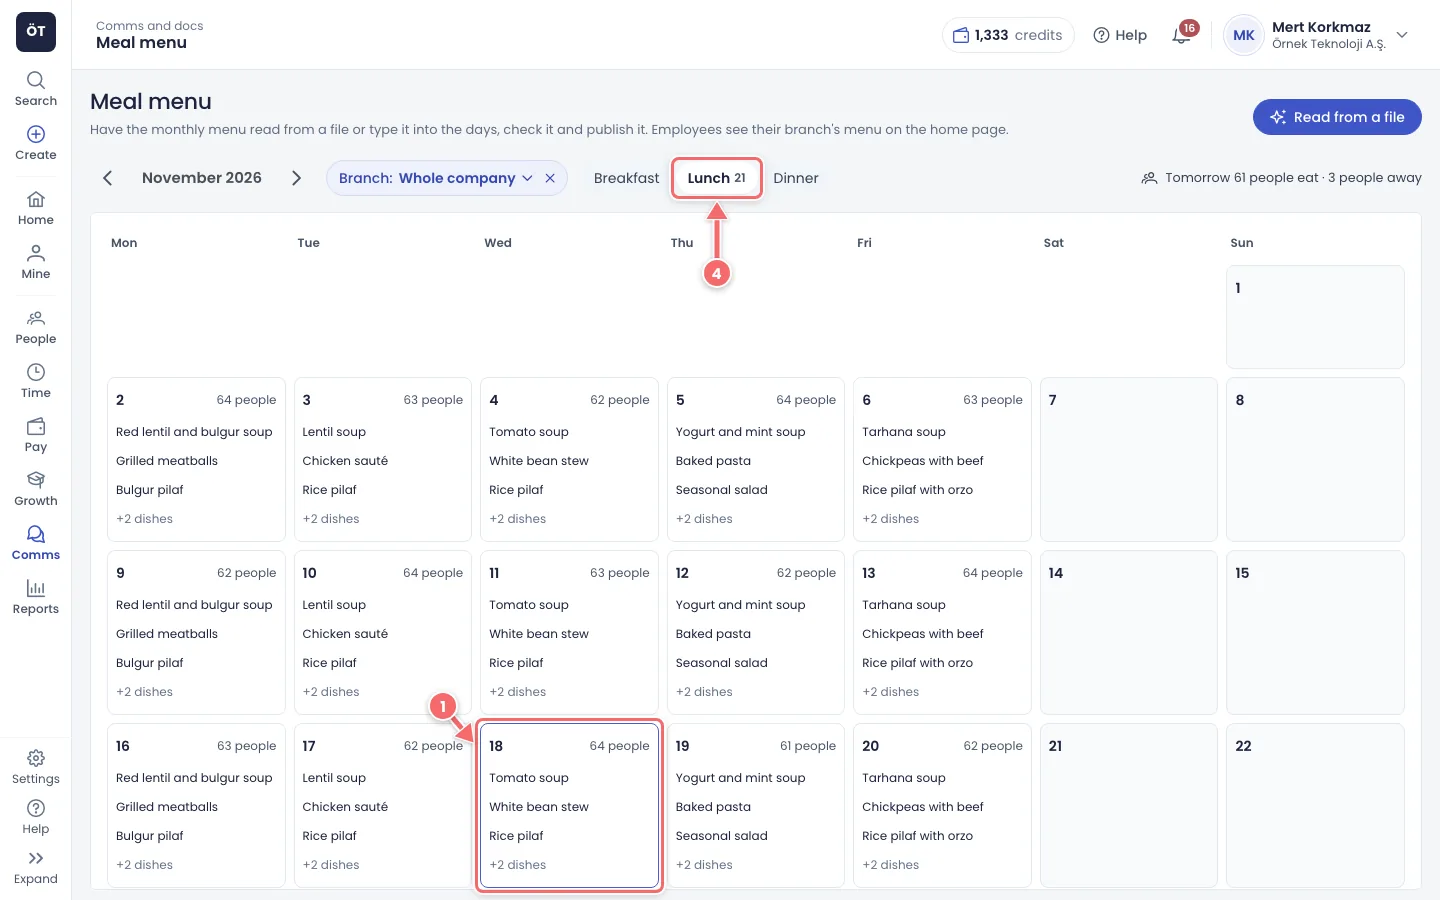 ÖT
Search
Create
Home
Mine
People
Time
Pay
Growth
Comms
Reports
Settings
Help
Expand
Comms and docs
Meal menu
1,333 credits
Help
16
MK
Mert Korkmaz
Örnek Teknoloji A.Ş.
Meal menu
Have the monthly menu read from a file or type it into the days, check it and publish it. Employees see their branch's menu on the home page.
Read from a file
November 2026
Branch: Whole company
Breakfast
Lunch 21
Dinner
Tomorrow 61 people eat · 3 people away
Mon Tue Wed Thu Fri Sat Sun
4
1
2 64 people
Red lentil and bulgur soup
Grilled meatballs
Bulgur pilaf
+2 dishes
3 63 people
Lentil soup
Chicken sauté
Rice pilaf
+2 dishes
4 62 people
Tomato soup
White bean stew
Rice pilaf
+2 dishes
5 64 people
Yogurt and mint soup
Baked pasta
Seasonal salad
+2 dishes
6 63 people
Tarhana soup
Chickpeas with beef
Rice pilaf with orzo
+2 dishes
7
8
9 62 people
Red lentil and bulgur soup
Grilled meatballs
Bulgur pilaf
+2 dishes
10 64 people
Lentil soup
Chicken sauté
Rice pilaf
+2 dishes
11 63 people
Tomato soup
White bean stew
Rice pilaf
+2 dishes
12 62 people
Yogurt and mint soup
Baked pasta
Seasonal salad
+2 dishes
13 64 people
Tarhana soup
Chickpeas with beef
Rice pilaf with orzo
+2 dishes
14
15
1
16 63 people
Red lentil and bulgur soup
Grilled meatballs
Bulgur pilaf
+2 dishes
17 62 people
Lentil soup
Chicken sauté
Rice pilaf
+2 dishes
18 64 people
Tomato soup
White bean stew
Rice pilaf
+2 dishes
19 61 people
Yogurt and mint soup
Baked pasta
Seasonal salad
+2 dishes
20 62 people
Tarhana soup
Chickpeas with beef
Rice pilaf with orzo
+2 dishes
21
22